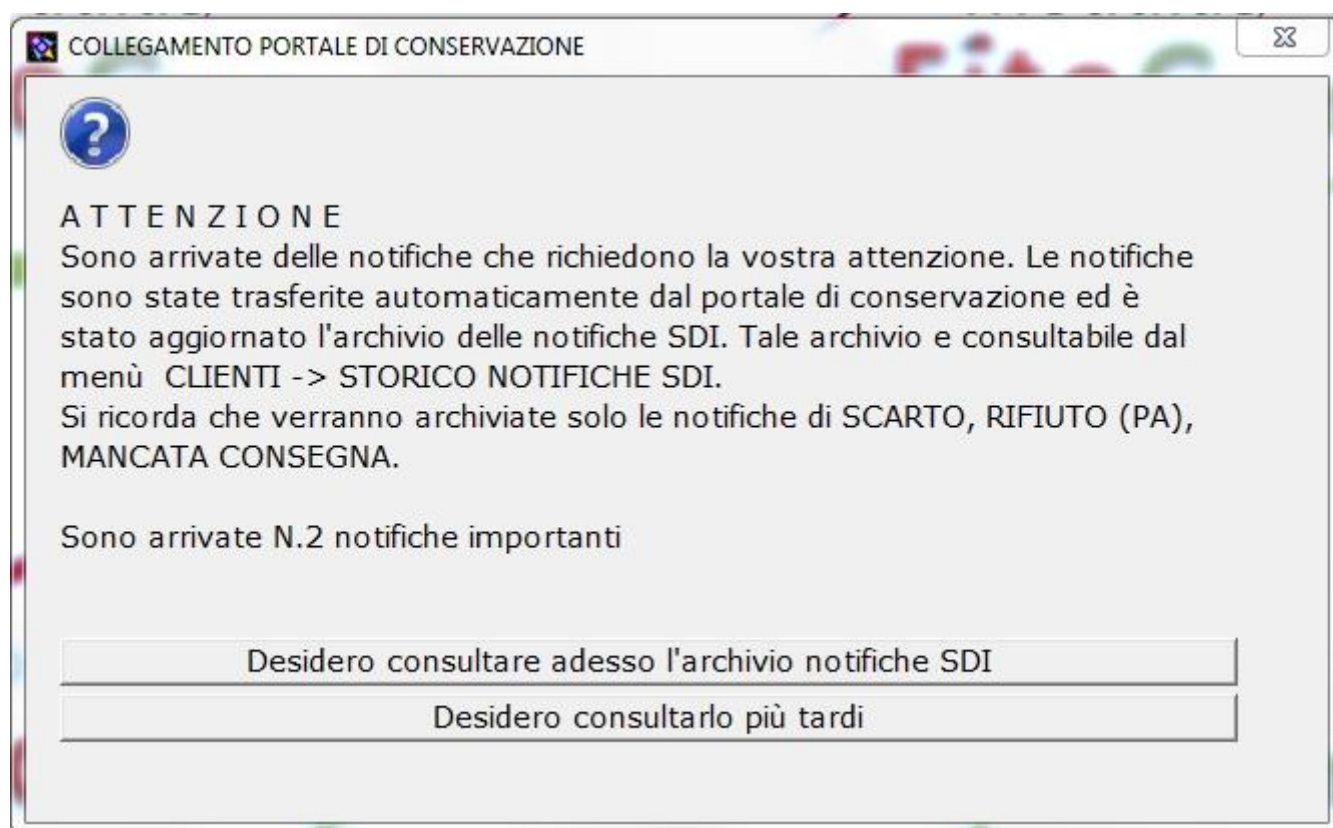 COLLEGAMENTO PORTALE DI CONSERVAZIONE
A T T E N Z I O N E
Sono arrivate delle notifiche che richiedono la vostra attenzione. Le notifiche
sono state trasferite automaticamente dal portale di conservazione ed è
stato aggiornato l'archivio delle notifiche SDI. Tale archivio e consultabile dal
menù  CLIENTI -> STORICO NOTIFICHE SDI.
Si ricorda che verranno archiviate solo le notifiche di SCARTO, RIFIUTO (PA),
MANCATA CONSEGNA.
Sono arrivate N.2 notifiche importanti
Desidero consultare adesso l'archivio notifiche SDI
Desidero consultarlo più tardi